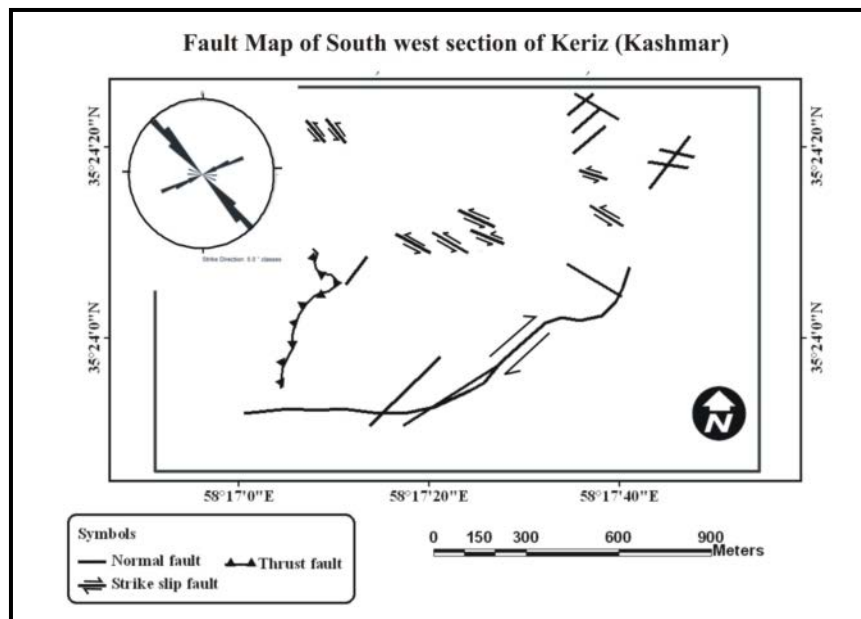 Fault Map of South west section of Keriz (Kashmar)
35°24'20"N
35°24'20"N
Strike Direction: 5.0 ° classes
35°24'0"N
35°24'0"N
N
58°17'0"E
58°17'20"E
58°17'40"E
Symbols
Normal fault
Thrust fault
Strike slip fault
0 150 300 600 900
Meters